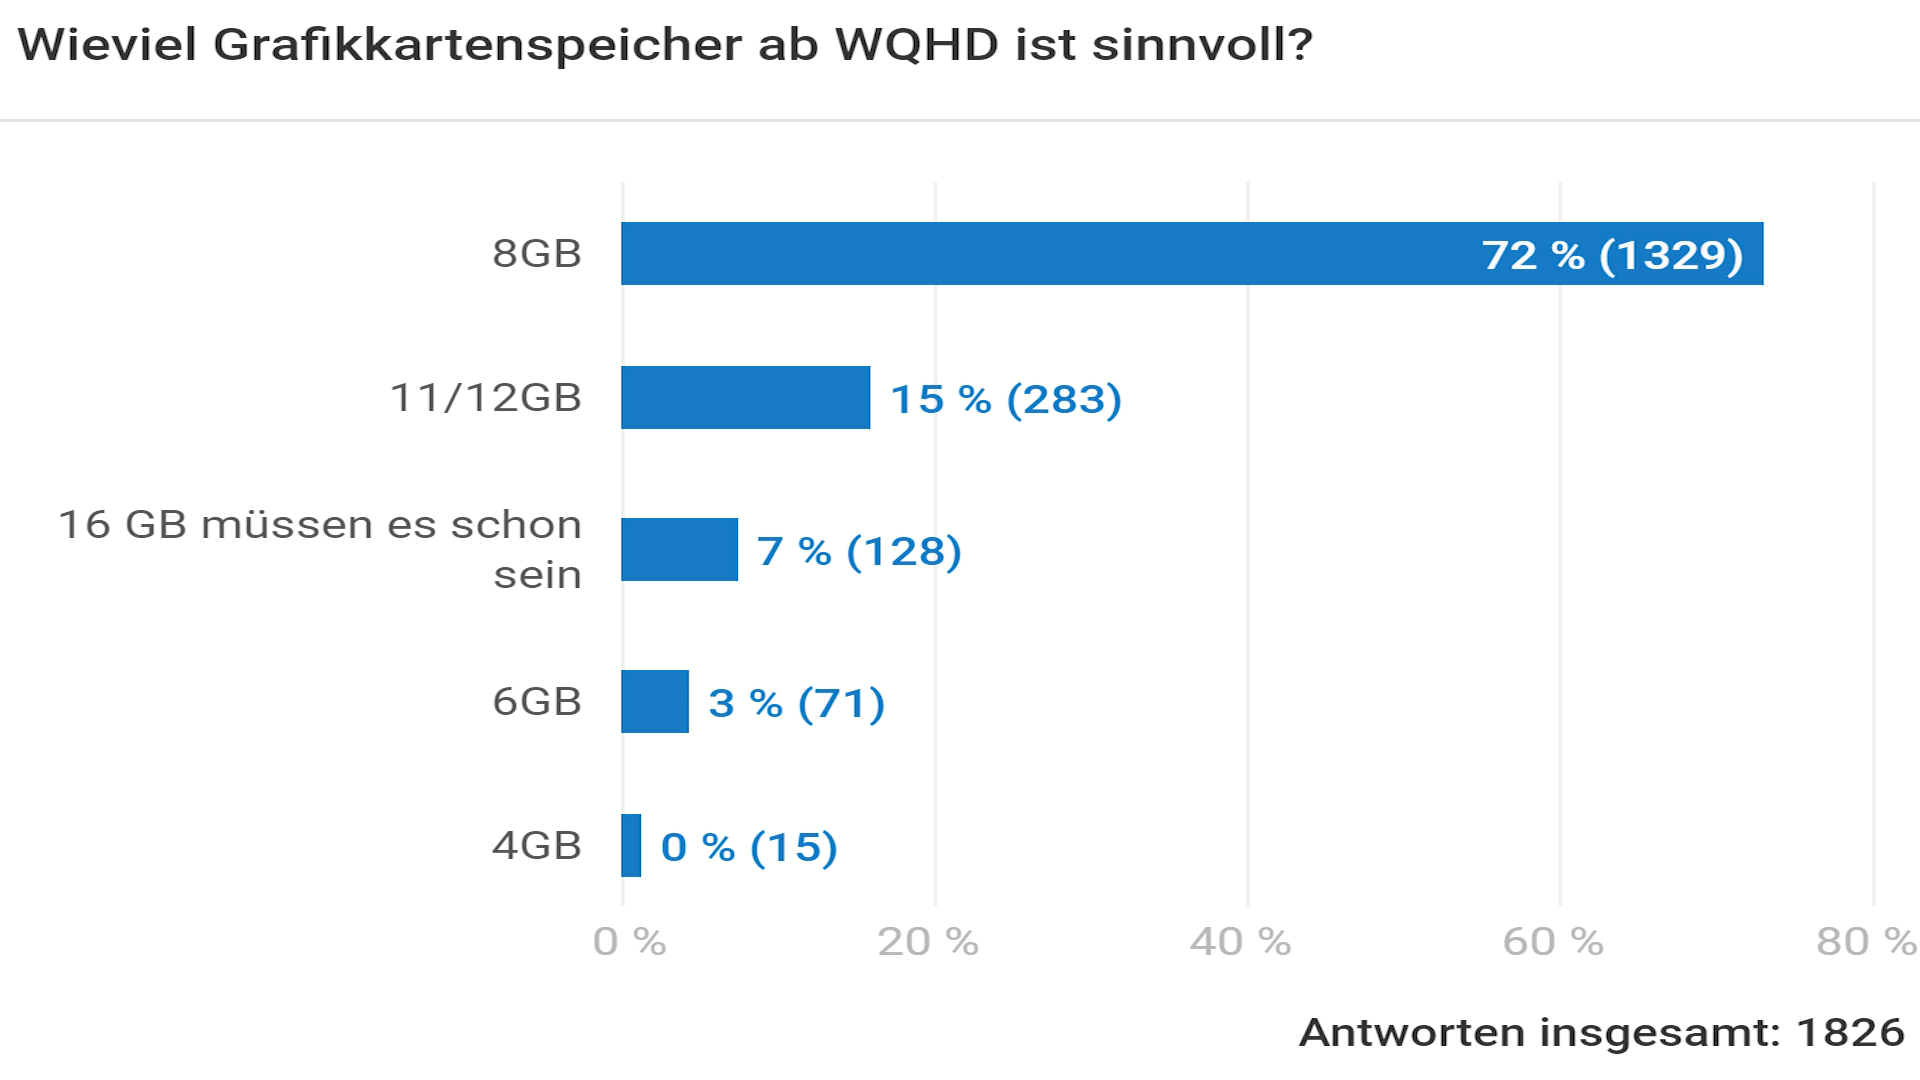 Wieviel Grafikkartenspeicher ab WQHD ist sinnvoll?
8GB
72 % (1329)
11/12GB
15 % (283)
16 GB müssen es schon
sein
7 % (128)
6GB
3 % (71)
4GB
0 % (15)
0 %
20 %
40 %
60 %
80 %
Antworten insgesamt: 1826